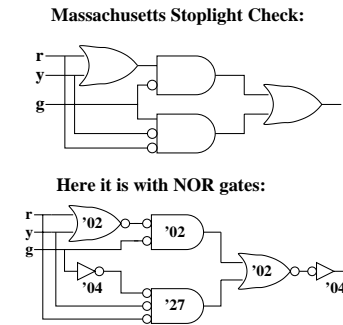 Massachusetts Stoplight Check:
r
y
g
Here it is with NOR gates:
r
y
g
'02
'02
'04
'27
'02
'04